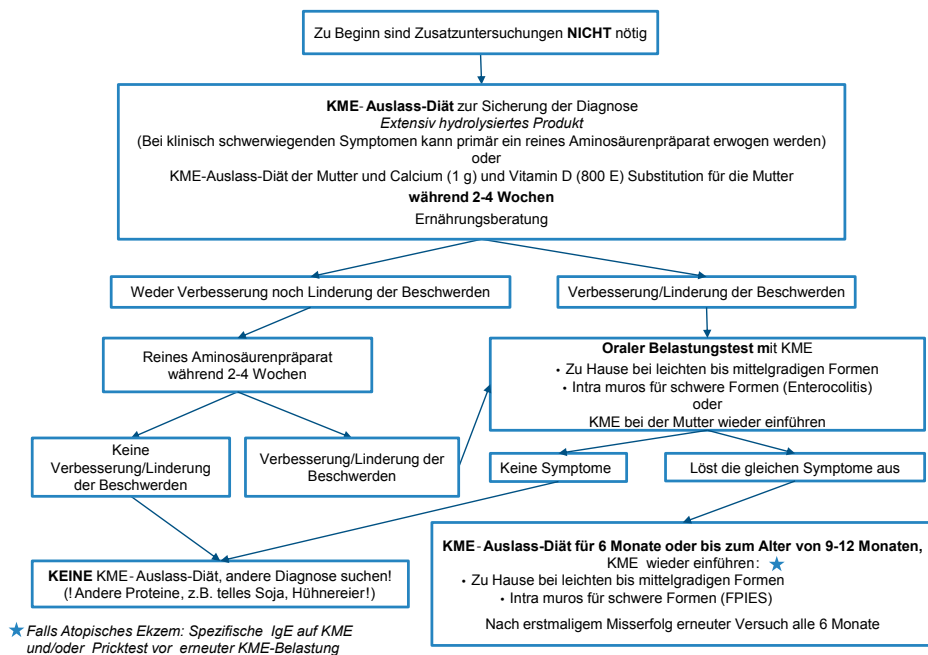 Zu Beginn sind Zusatzuntersuchungen NICHT nötig
KME- Auslass-Diät zur Sicherung der Diagnose
Extensiv hydrolysiertes Produkt
(Bei klinisch schwerwiegenden Symptomen kann primär ein reines Aminosäurenpräparat erwogen werden)
oder
KME-Auslass-Diät der Mutter und Calcium (1 g) und Vitamin D (800 E) Substitution für die Mutter
während 2-4 Wochen
Ernährungsberatung
Weder Verbesserung noch Linderung der Beschwerden
Verbesserung/Linderung der Beschwerden
Reines Aminosäurenpräparat
während 2-4 Wochen
Oraler Belastungstest mit KME
• Zu Hause bei leichten bis mittelgradigen Formen
• Intra muros für schwere Formen (Enterocolitis)
oder
KME bei der Mutter wieder einführen
Keine
Verbesserung/Linderung
der Beschwerden
Verbesserung/Linderung der
Beschwerden
Keine Symptome
Löst die gleichen Symptome aus
KEINE KME-Auslass-Diät, andere Diagnose suchen!
(! Andere Proteine, z.B. telles Soja, Hühnereier!)
KME-Auslass-Diät für 6 Monate oder bis zum Alter von 9-12 Monaten,
KME wieder einführen: ★
• Zu Hause bei leichten bis mittelgradigen Formen
• Intra muros für schwere Formen (FPIES)
Nach erstmaligem Misserfolg erneuter Versuch alle 6 Monate
★ Falls Atopisches Ekzem: Spezifische IgE auf KME
und/oder Pricktest vor erneuter KME-Belastung